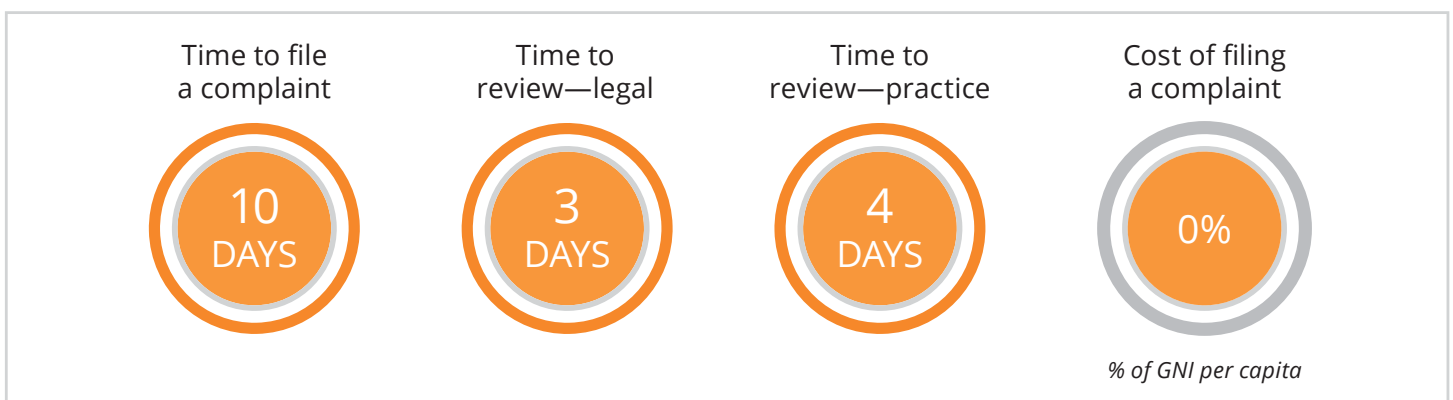 Time to file
a complaint
10
DAYS
Time to
review—legal
3
DAYS
Time to
review—practice
4
DAYS
Cost of filing
a complaint
0%
% of GNI per capita